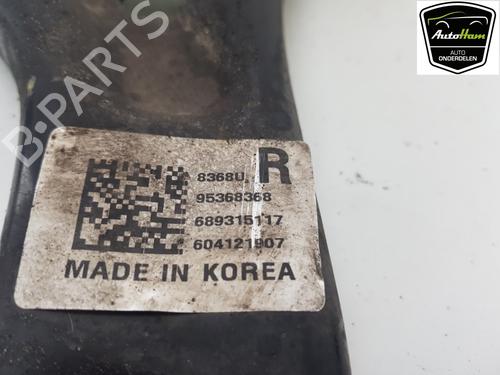 AutoHam
AUTO
ONDERDELEN
B-PARTS
8368U R
95368368
689315117
604121907
MADE IN KOREA